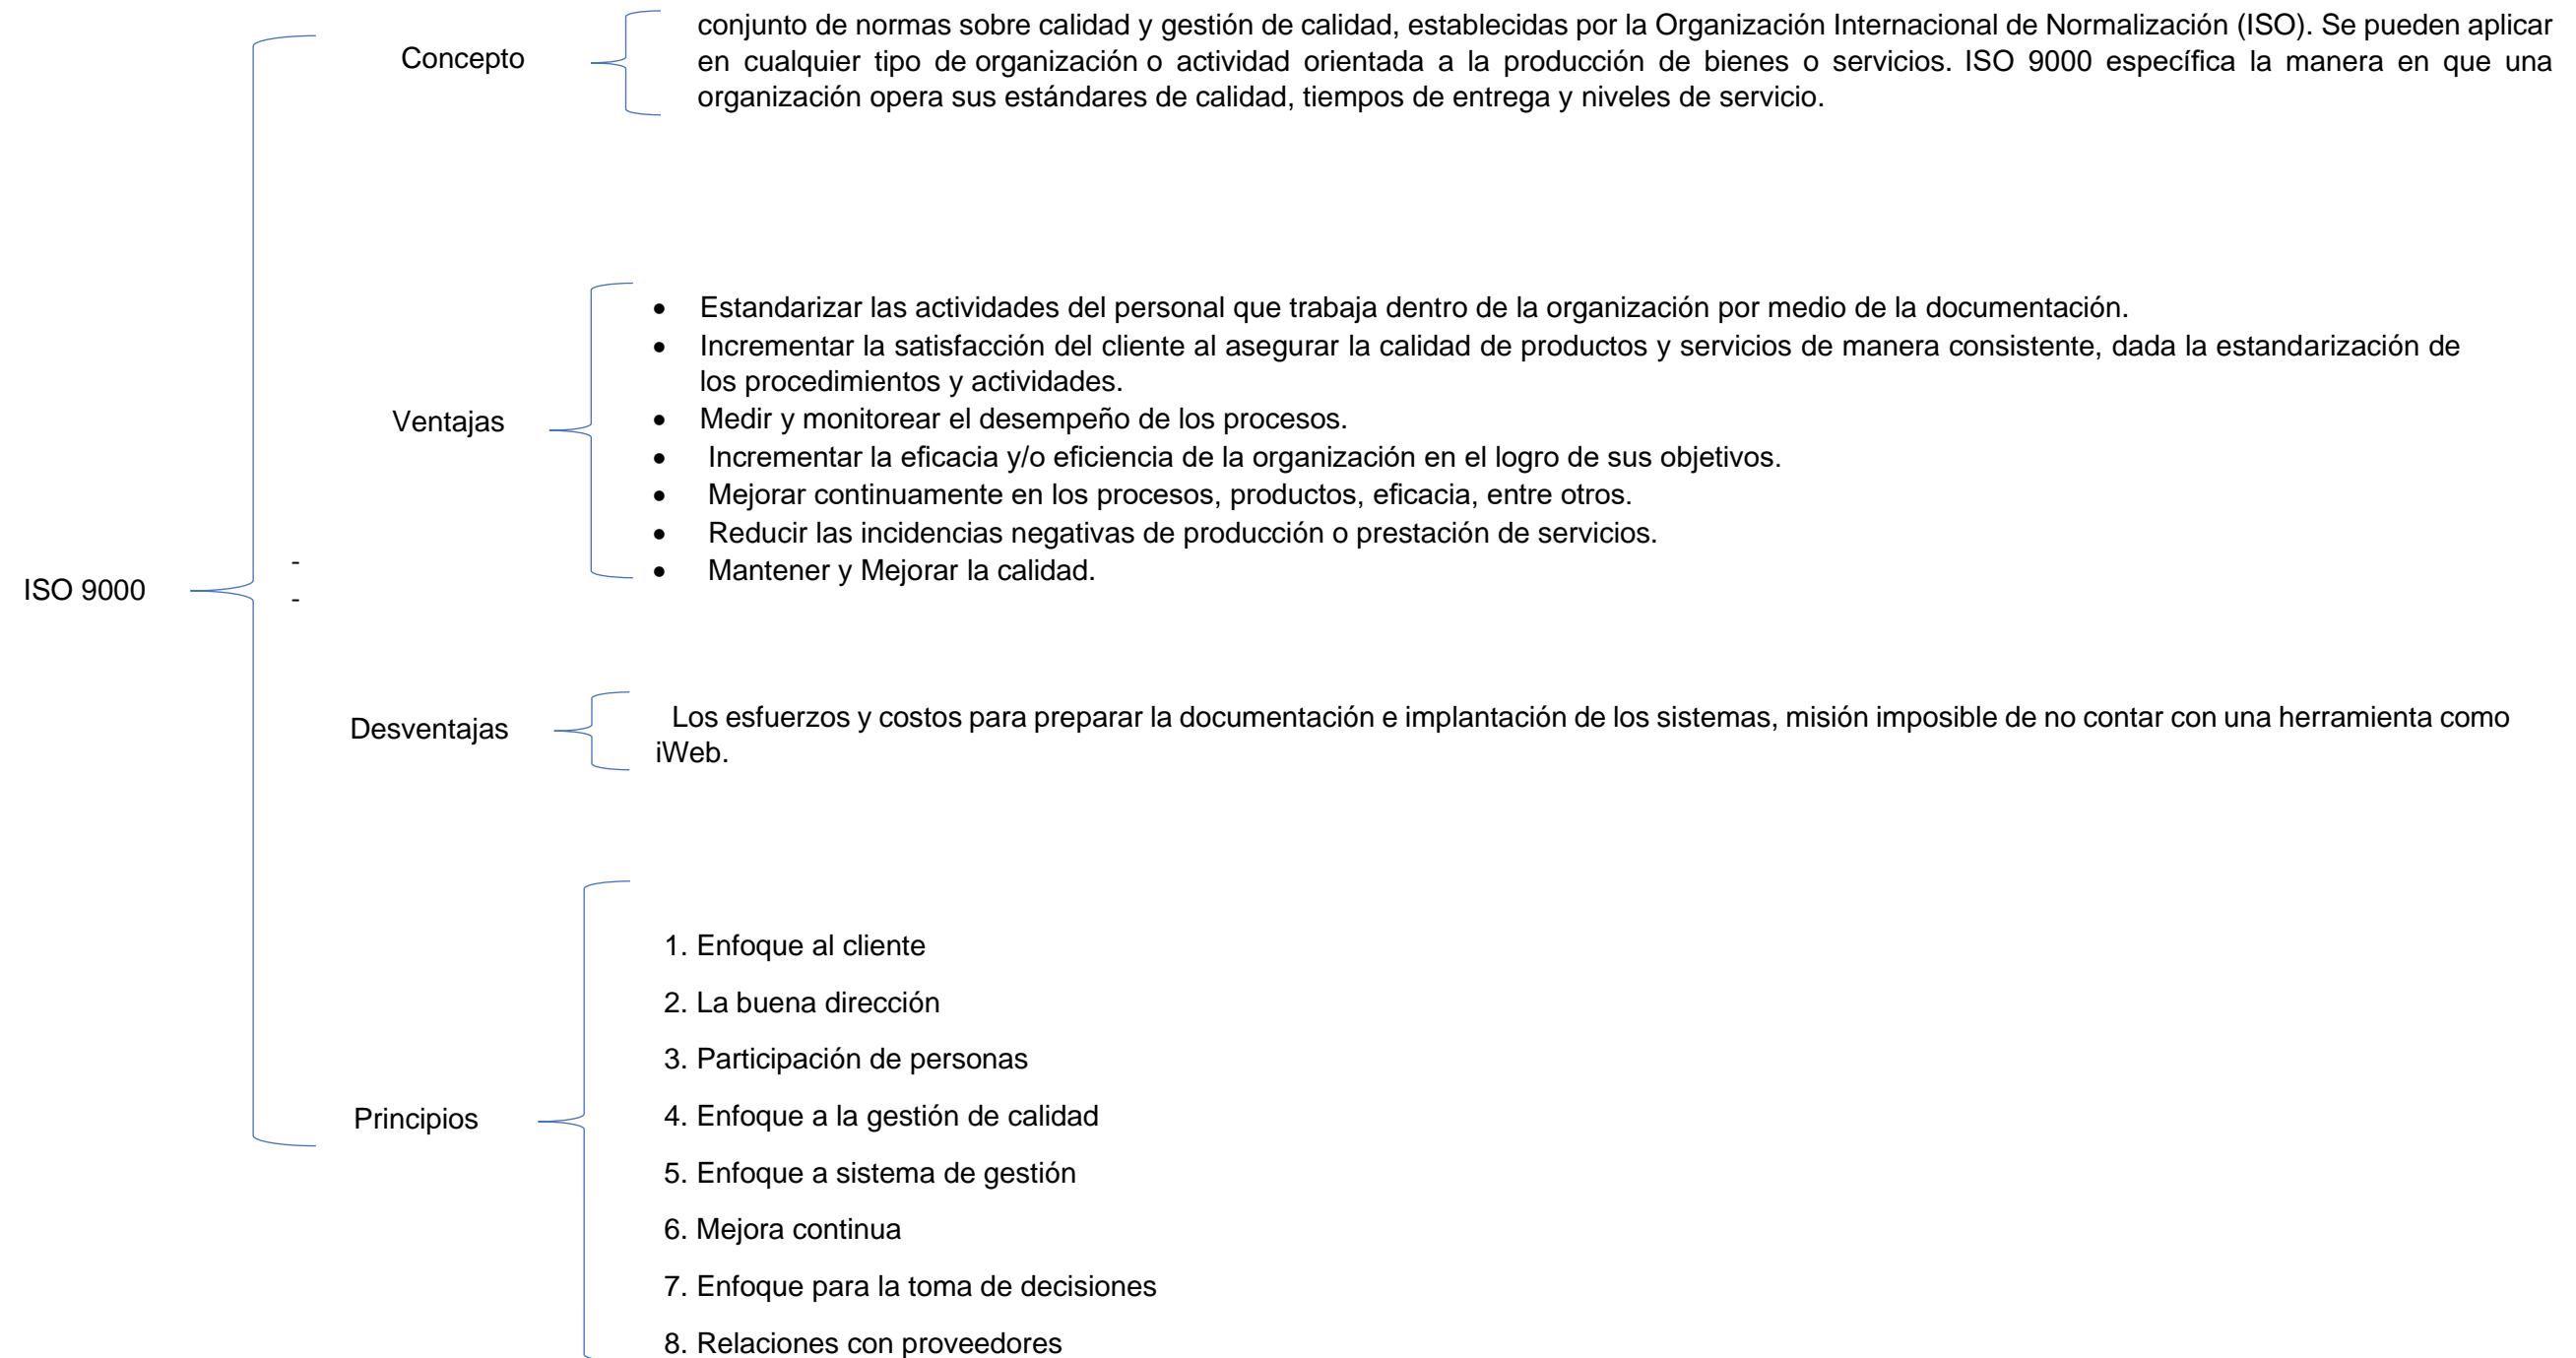 Concepto
conjunto de normas sobre calidad y gestión de calidad, establecidas por la Organización Internacional de Normalización (ISO). Se pueden aplicar
en cualquier tipo de organización o actividad orientada a la producción de bienes o servicios. ISO 9000 específica la manera en que una
organización opera sus estándares de calidad, tiempos de entrega y niveles de servicio.
Ventajas
• Estandarizar las actividades del personal que trabaja dentro de la organización por medio de la documentación.
• Incrementar la satisfacción del cliente al asegurar la calidad de productos y servicios de manera consistente, dada la estandarización de
los procedimientos y actividades.
• Medir y monitorear el desempeño de los procesos.
• Incrementar la eficacia y/o eficiencia de la organización en el logro de sus objetivos.
• Mejorar continuamente en los procesos, productos, eficacia, entre otros.
• Reducir las incidencias negativas de producción o prestación de servicios.
• Mantener y Mejorar la calidad.
ISO 9000
-
-
Desventajas
Los esfuerzos y costos para preparar la documentación e implantación de los sistemas, misión imposible de no contar con una herramienta como
iWeb.
Principios
1. Enfoque al cliente
2. La buena dirección
3. Participación de personas
4. Enfoque a la gestión de calidad
5. Enfoque a sistema de gestión
6. Mejora continua
7. Enfoque para la toma de decisiones
8. Relaciones con proveedores